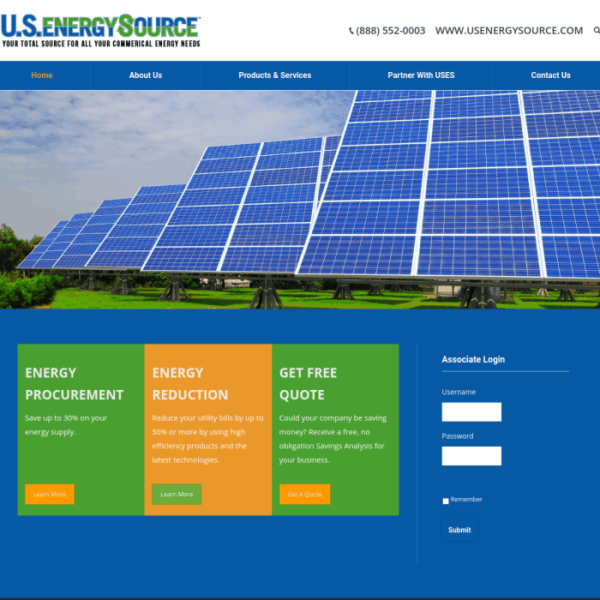 U.S.ENERGYSOURCE™
YOUR TOTAL SOURCE FOR ALL YOUR COMMERICAL ENERGY NEEDS
(888) 552-0003 WWW.USENERGYSOURCE.COM
Home About Us Products & Services Partner With USES Contact Us
ENERGY
PROCUREMENT
Save up to 30% on your
energy supply.
Learn More
ENERGY
REDUCTION
Reduce your utility bills by up to
50% or more by using high
efficiency products and the
latest technologies.
Learn More
GET FREE
QUOTE
Could your company be saving
money? Receive a free, no
obligation Savings Analysis for
your business.
Get A Quote
Associate Login
Username
Password
Remember
Submit